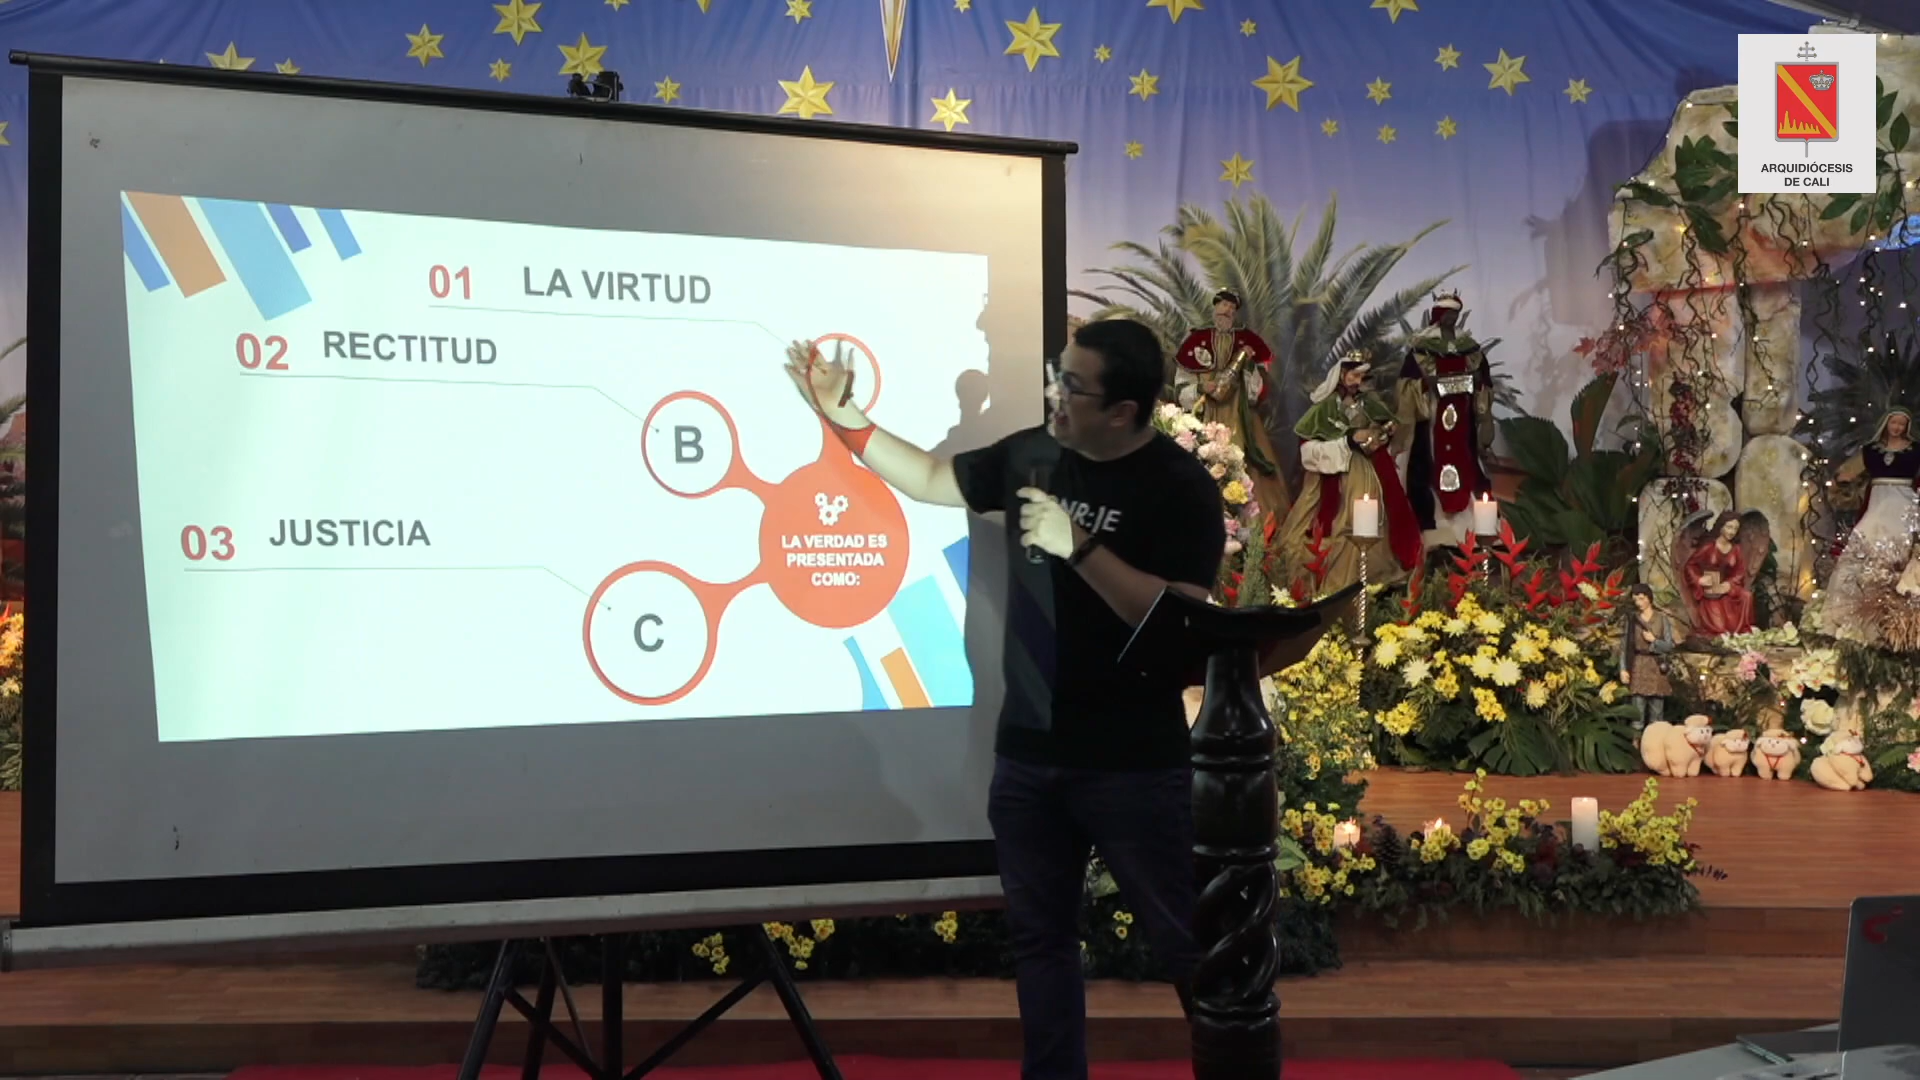 01 LA VIRTUD
02 RECTITUD
B
03 JUSTICIA
C
LA VERDAD ES
PRESENTADA
COMO:
ARQUIDIÓCESIS
DE CALI